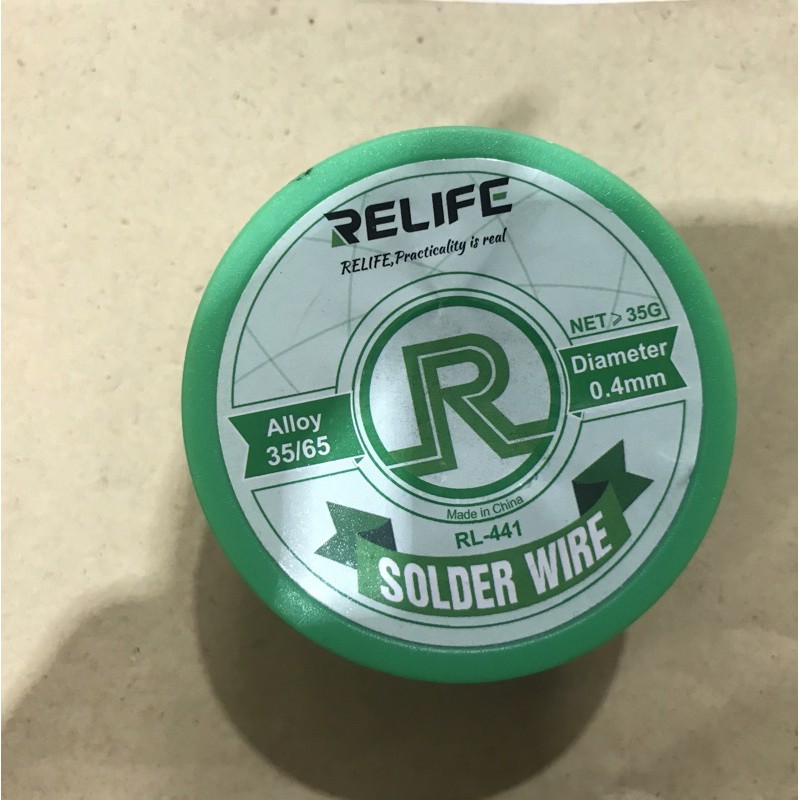 RELIFE
RELIFE,Practicality is real
NET≥35G
Diameter
0.4mm
Alloy
35/65
R
Made in China
RL-441
SOLDER WIRE